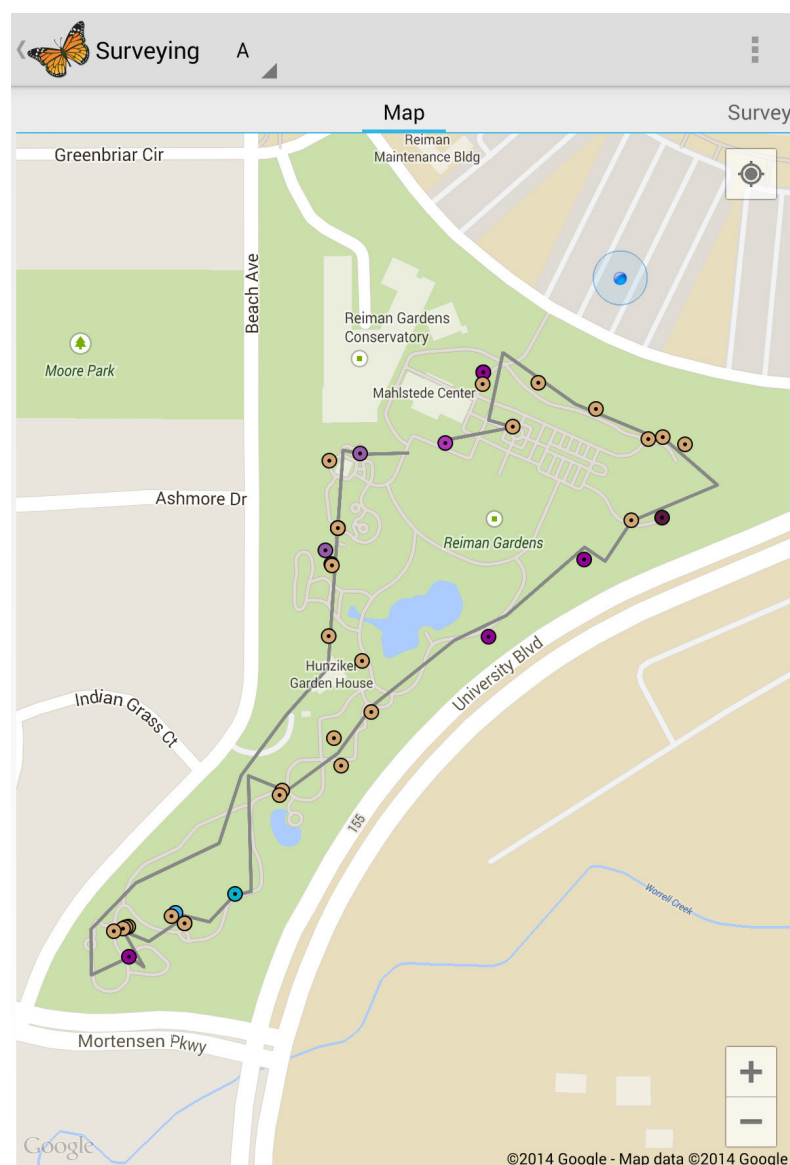 Surveying A
Map
Survey
Reiman
Maintenance Bldg
Greenbriar Cir
Beach Ave
Reiman Gardens
Conservatory
Moore Park
Mahlstede Center
Ashmore Dr
Reiman Gardens
Hunziker
Garden House
University Blvd
Indian Grass Ct
155
Worrell Creek
Mortensen Pkwy
+
−
Google
©2014 Google - Map data ©2014 Google